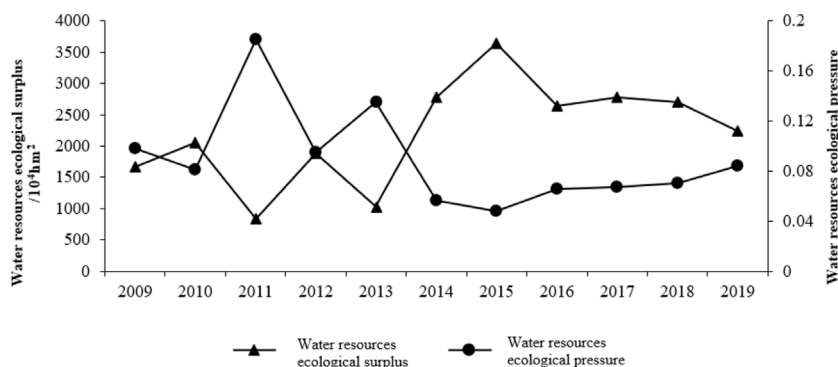 Water resources ecological surplus
/10⁴hm²
4000
3500
3000
2500
2000
1500
1000
500
0
0.2
0.16
0.12
0.08
0.04
0
Water resources ecological pressure
2009 2010 2011 2012 2013 2014 2015 2016 2017 2018 2019
Water resources
ecological surplus
Water resources
ecological pressure